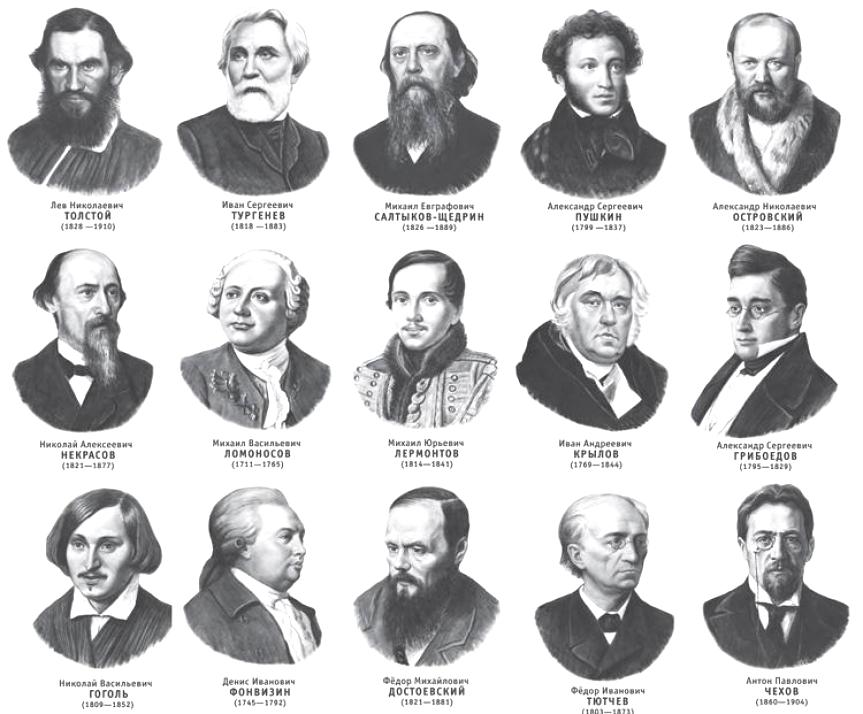 Лев Николаевич
ТОЛСТОЙ
(1828 —1910)
Иван Сергеевич
ТУРГЕНЕВ
(1818 —1883)
Михаил Евграфович
САЛТЫКОВ-ЩЕДРИН
(1826 —1889)
Александр Сергеевич
ПУШКИН
(1799 —1837)
Александр Николаевич
ОСТРОВСКИЙ
(1823—1886)
Николай Алексеевич
НЕКРАСОВ
(1821—1877)
Михаил Васильевич
ЛОМОНОСОВ
(1711—1765)
Михаил Юрьевич
ЛЕРМОНТОВ
(1814—1841)
Иван Андреевич
КРЫЛОВ
(1769—1844)
Александр Сергеевич
ГРИБОЕДОВ
(1795—1829)
Николай Васильевич
ГОГОЛЬ
(1809—1852)
Денис Иванович
ФОНВИЗИН
(1745—1792)
Фёдор Михайлович
ДОСТОЕВСКИЙ
(1821—1881)
Фёдор Иванович
ТЮТЧЕВ
(1803—1873)
Антон Павлович
ЧЕХОВ
(1860—1904)